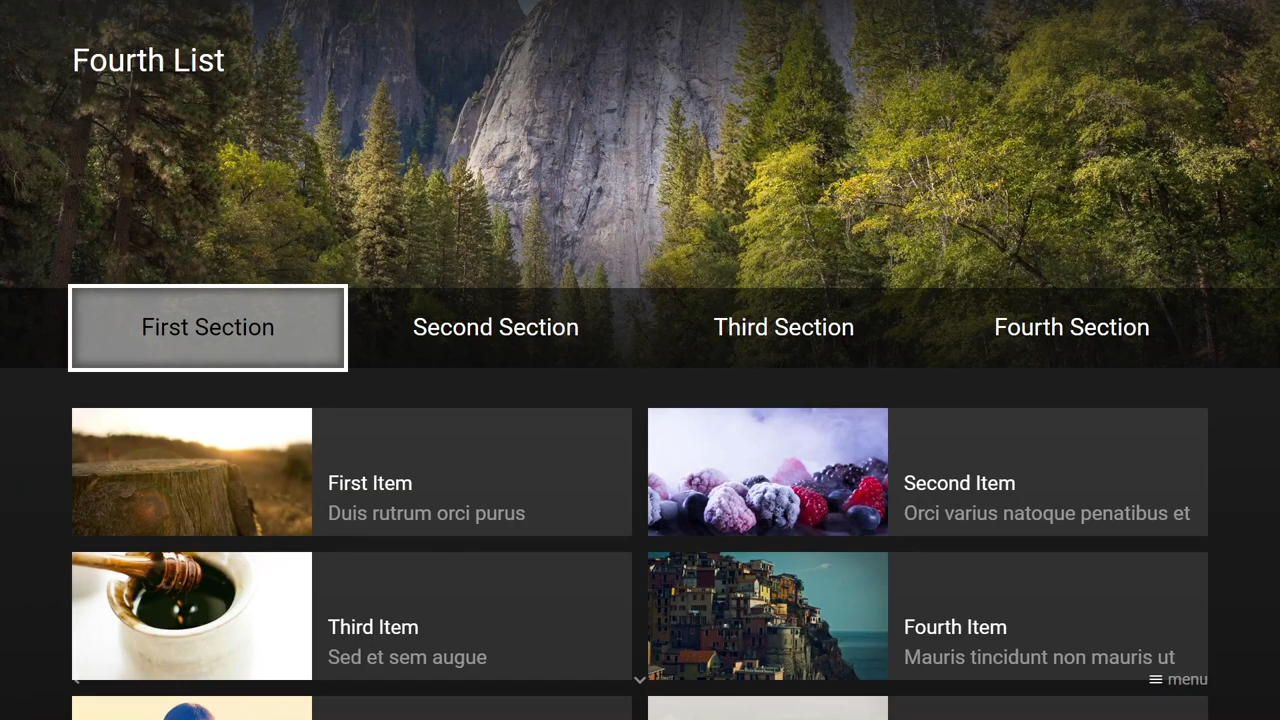 Fourth List
First Section
Second Section
Third Section
Fourth Section
First Item
Duis rutrum orci purus
Second Item
Orci varius natoque penatibus et
Third Item
Sed et sem augue
Fourth Item
Mauris tincidunt non mauris ut
menu